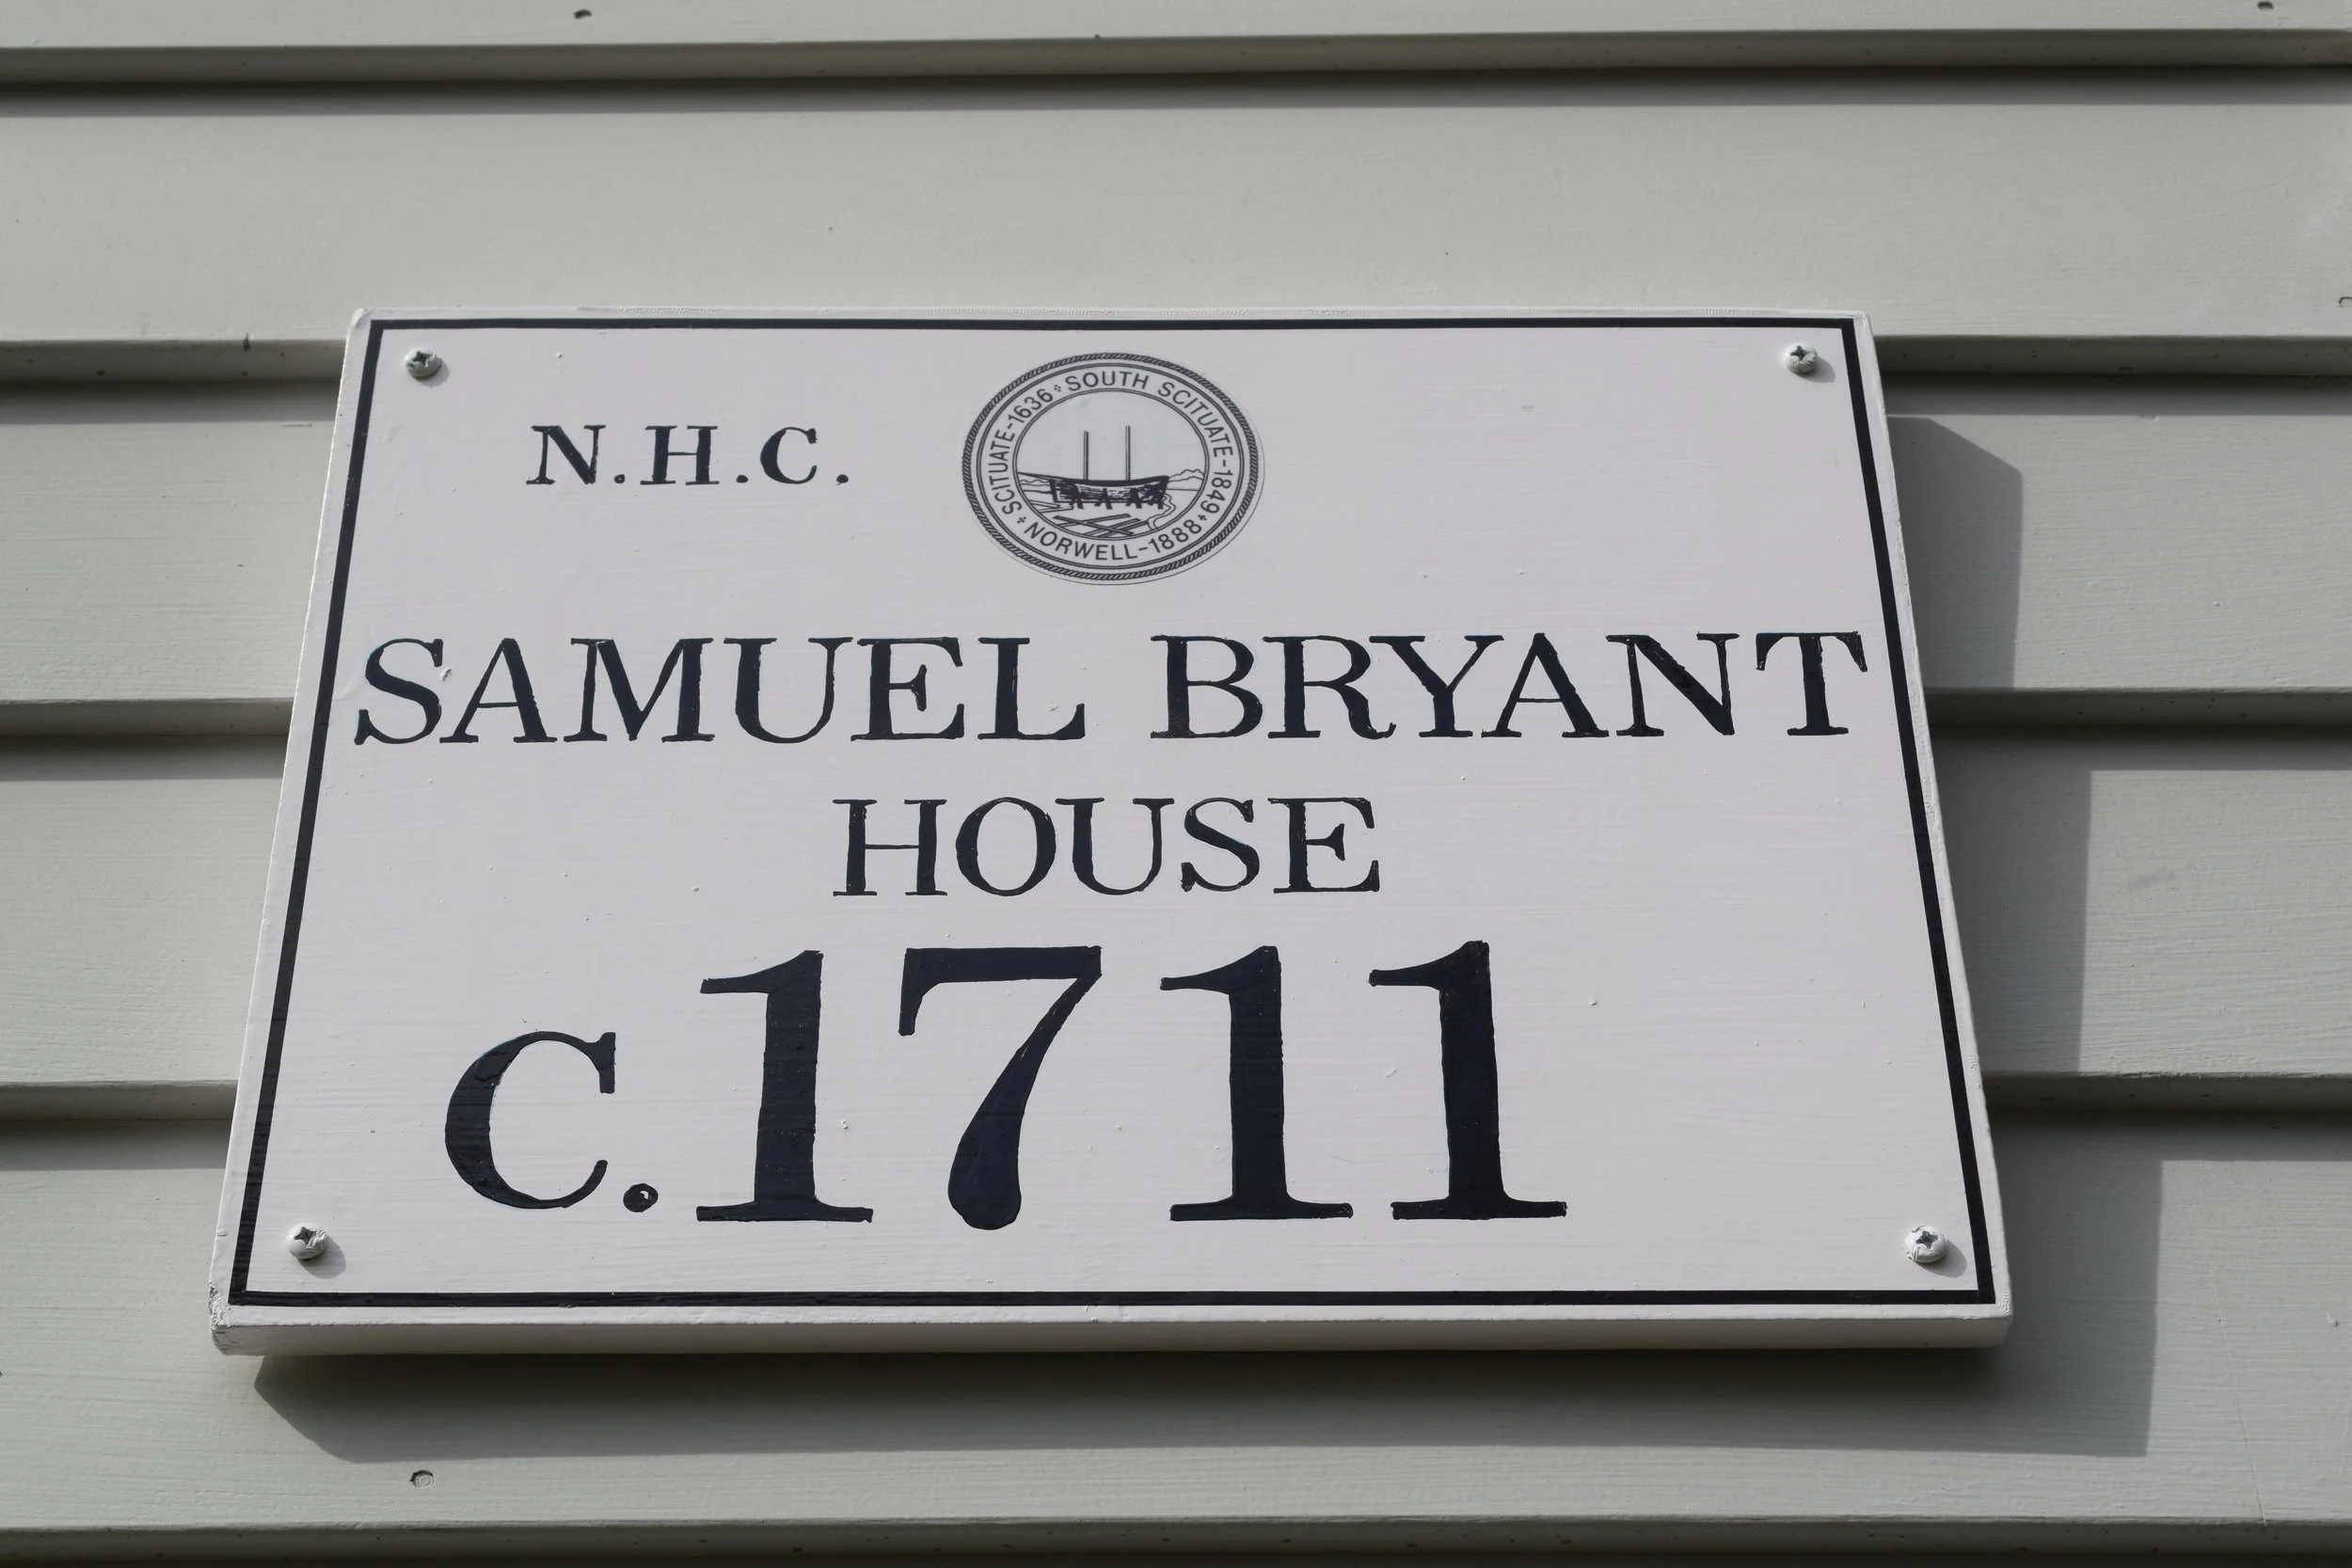 N.H.C.
SCITUATE-1636 SOUTH SCITUATE-1849 NORWELL-1888
SAMUEL BRYANT
HOUSE
c.1711